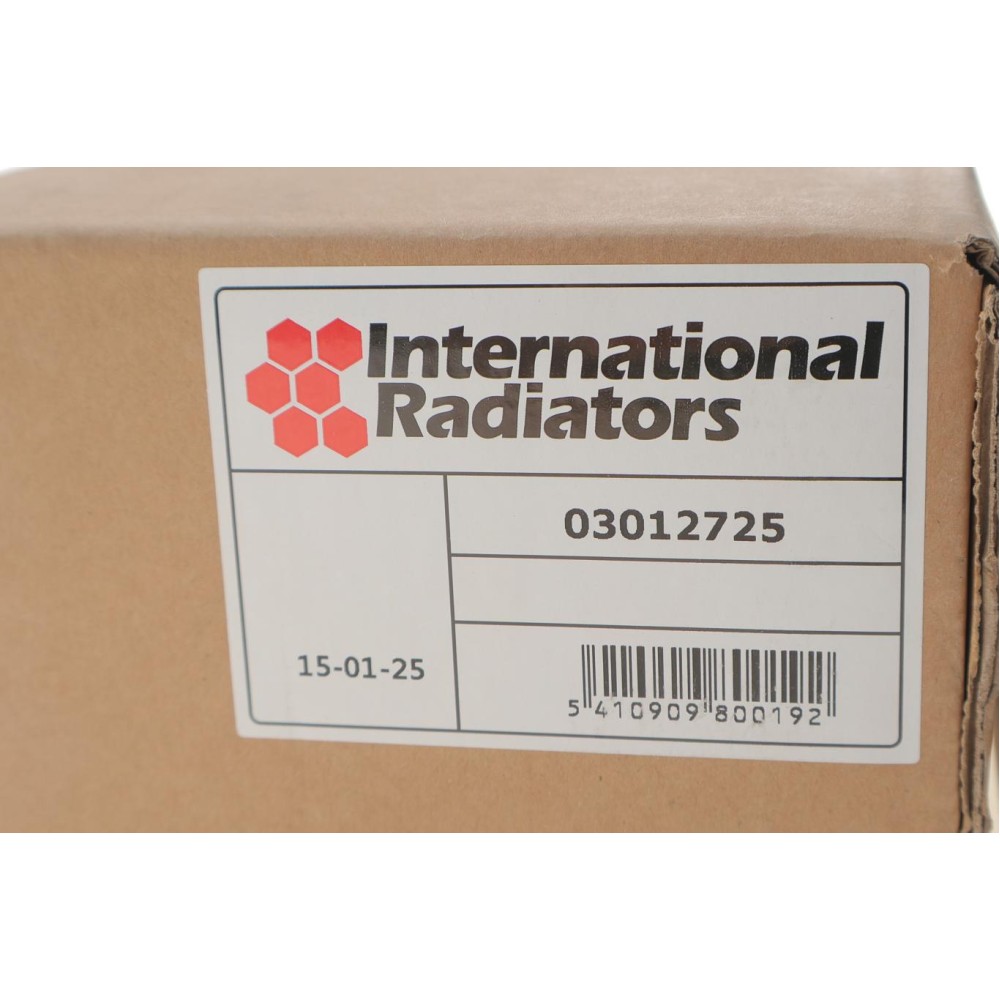 International
Radiators
03012725
15-01-25
5 410909 800192